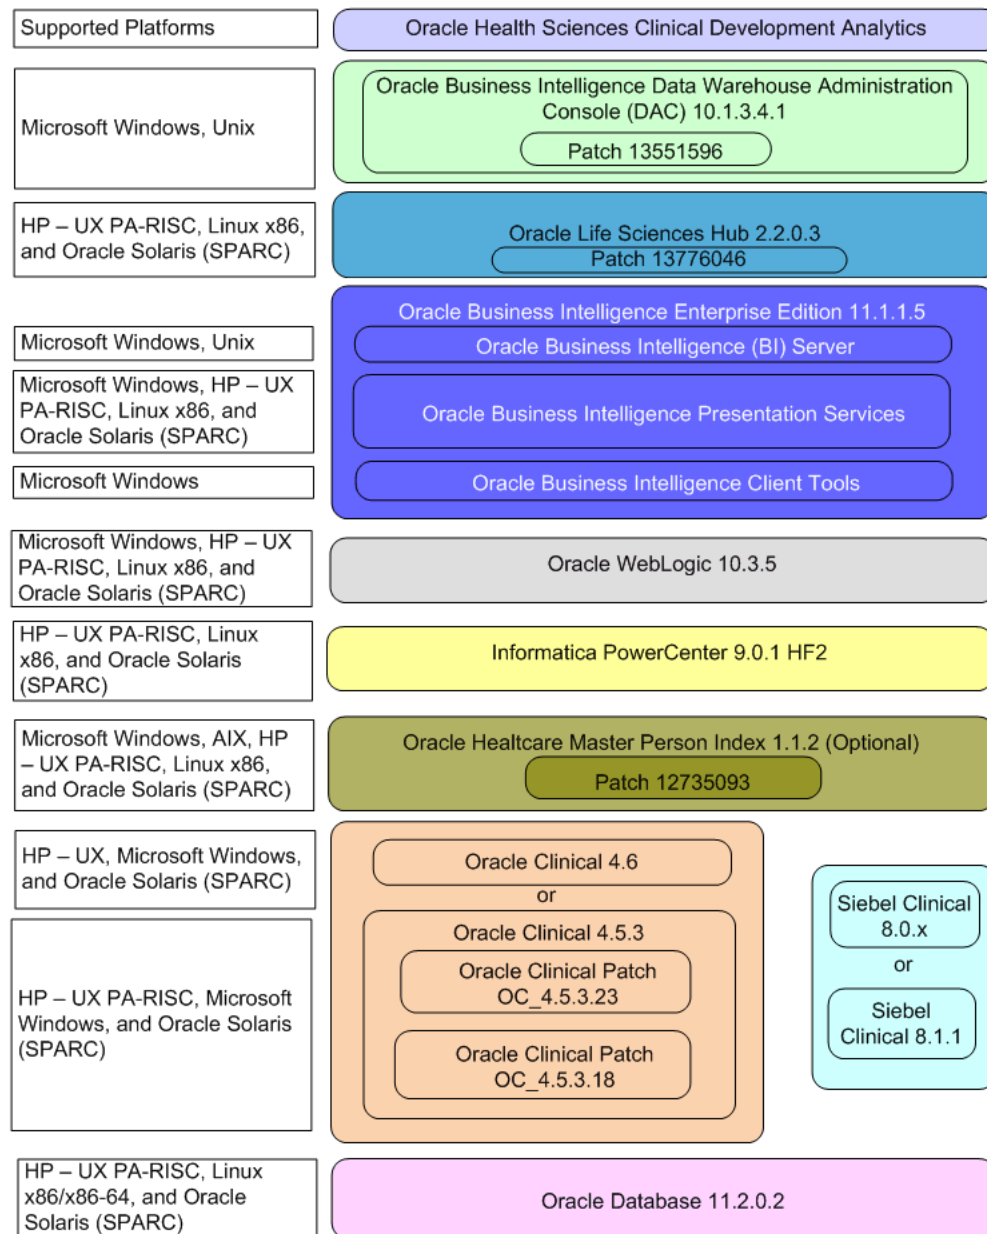 Supported Platforms
Oracle Health Sciences Clinical Development Analytics
Microsoft Windows, Unix
Oracle Business Intelligence Data Warehouse Administration
Console (DAC) 10.1.3.4.1
Patch 13551596
HP – UX PA-RISC, Linux x86,
and Oracle Solaris (SPARC)
Oracle Life Sciences Hub 2.2.0.3
Patch 13776046
Oracle Business Intelligence Enterprise Edition 11.1.1.5
Microsoft Windows, Unix
Oracle Business Intelligence (BI) Server
Microsoft Windows, HP – UX
PA-RISC, Linux x86, and
Oracle Solaris (SPARC)
Oracle Business Intelligence Presentation Services
Microsoft Windows
Oracle Business Intelligence Client Tools
Microsoft Windows, HP – UX
PA-RISC, Linux x86, and
Oracle Solaris (SPARC)
Oracle WebLogic 10.3.5
HP – UX PA-RISC, Linux
x86, and Oracle Solaris
(SPARC)
Informatica PowerCenter 9.0.1 HF2
Microsoft Windows, AIX, HP
– UX PA-RISC, Linux x86,
and Oracle Solaris (SPARC)
Oracle Healtcare Master Person Index 1.1.2 (Optional)
Patch 12735093
HP – UX, Microsoft Windows,
and Oracle Solaris (SPARC)
Oracle Clinical 4.6
or
HP – UX PA-RISC, Microsoft
Windows, and Oracle Solaris
(SPARC)
Oracle Clinical 4.5.3
Oracle Clinical Patch
OC_4.5.3.23
Oracle Clinical Patch
OC_4.5.3.18
Siebel Clinical
8.0.x
or
Siebel
Clinical 8.1.1
HP – UX PA-RISC, Linux
x86/x86-64, and Oracle
Solaris (SPARC)
Oracle Database 11.2.0.2